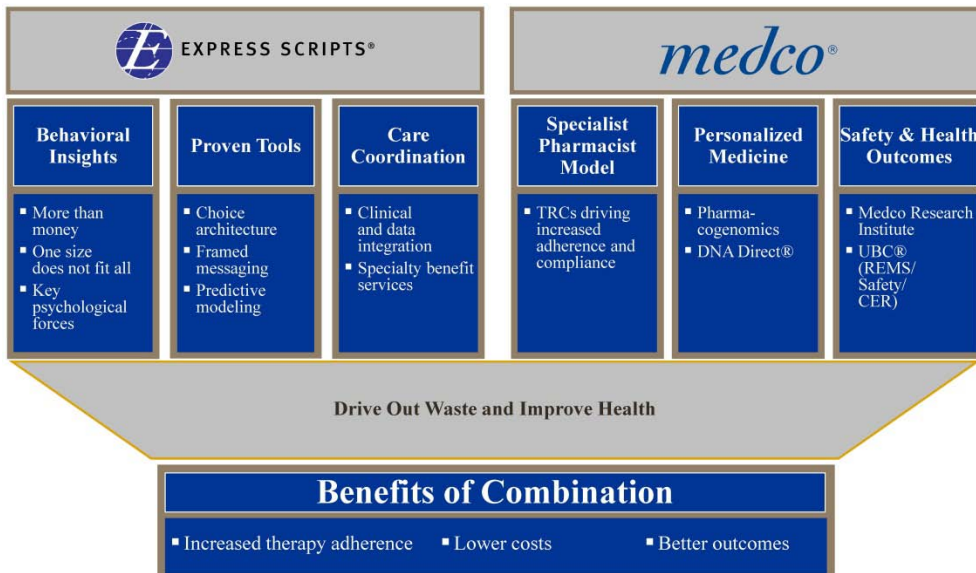 EXPRESS SCRIPTS®
medco®
Behavioral
Insights
▪ More than
money
▪ One size
does not fit all
▪ Key
psychological
forces
Proven Tools
▪ Choice
architecture
▪ Framed
messaging
▪ Predictive
modeling
Care
Coordination
▪ Clinical
and data
integration
▪ Specialty benefit
services
Specialist
Pharmacist
Model
▪ TRCs driving
increased
adherence and
compliance
Personalized
Medicine
▪ Pharma-
cogenomics
▪ DNA Direct®
Safety & Health
Outcomes
▪ Medco Research
Institute
▪ UBC®
(REMS/
Safety/
CER)
Drive Out Waste and Improve Health
Benefits of Combination
▪ Increased therapy adherence ▪ Lower costs ▪ Better outcomes